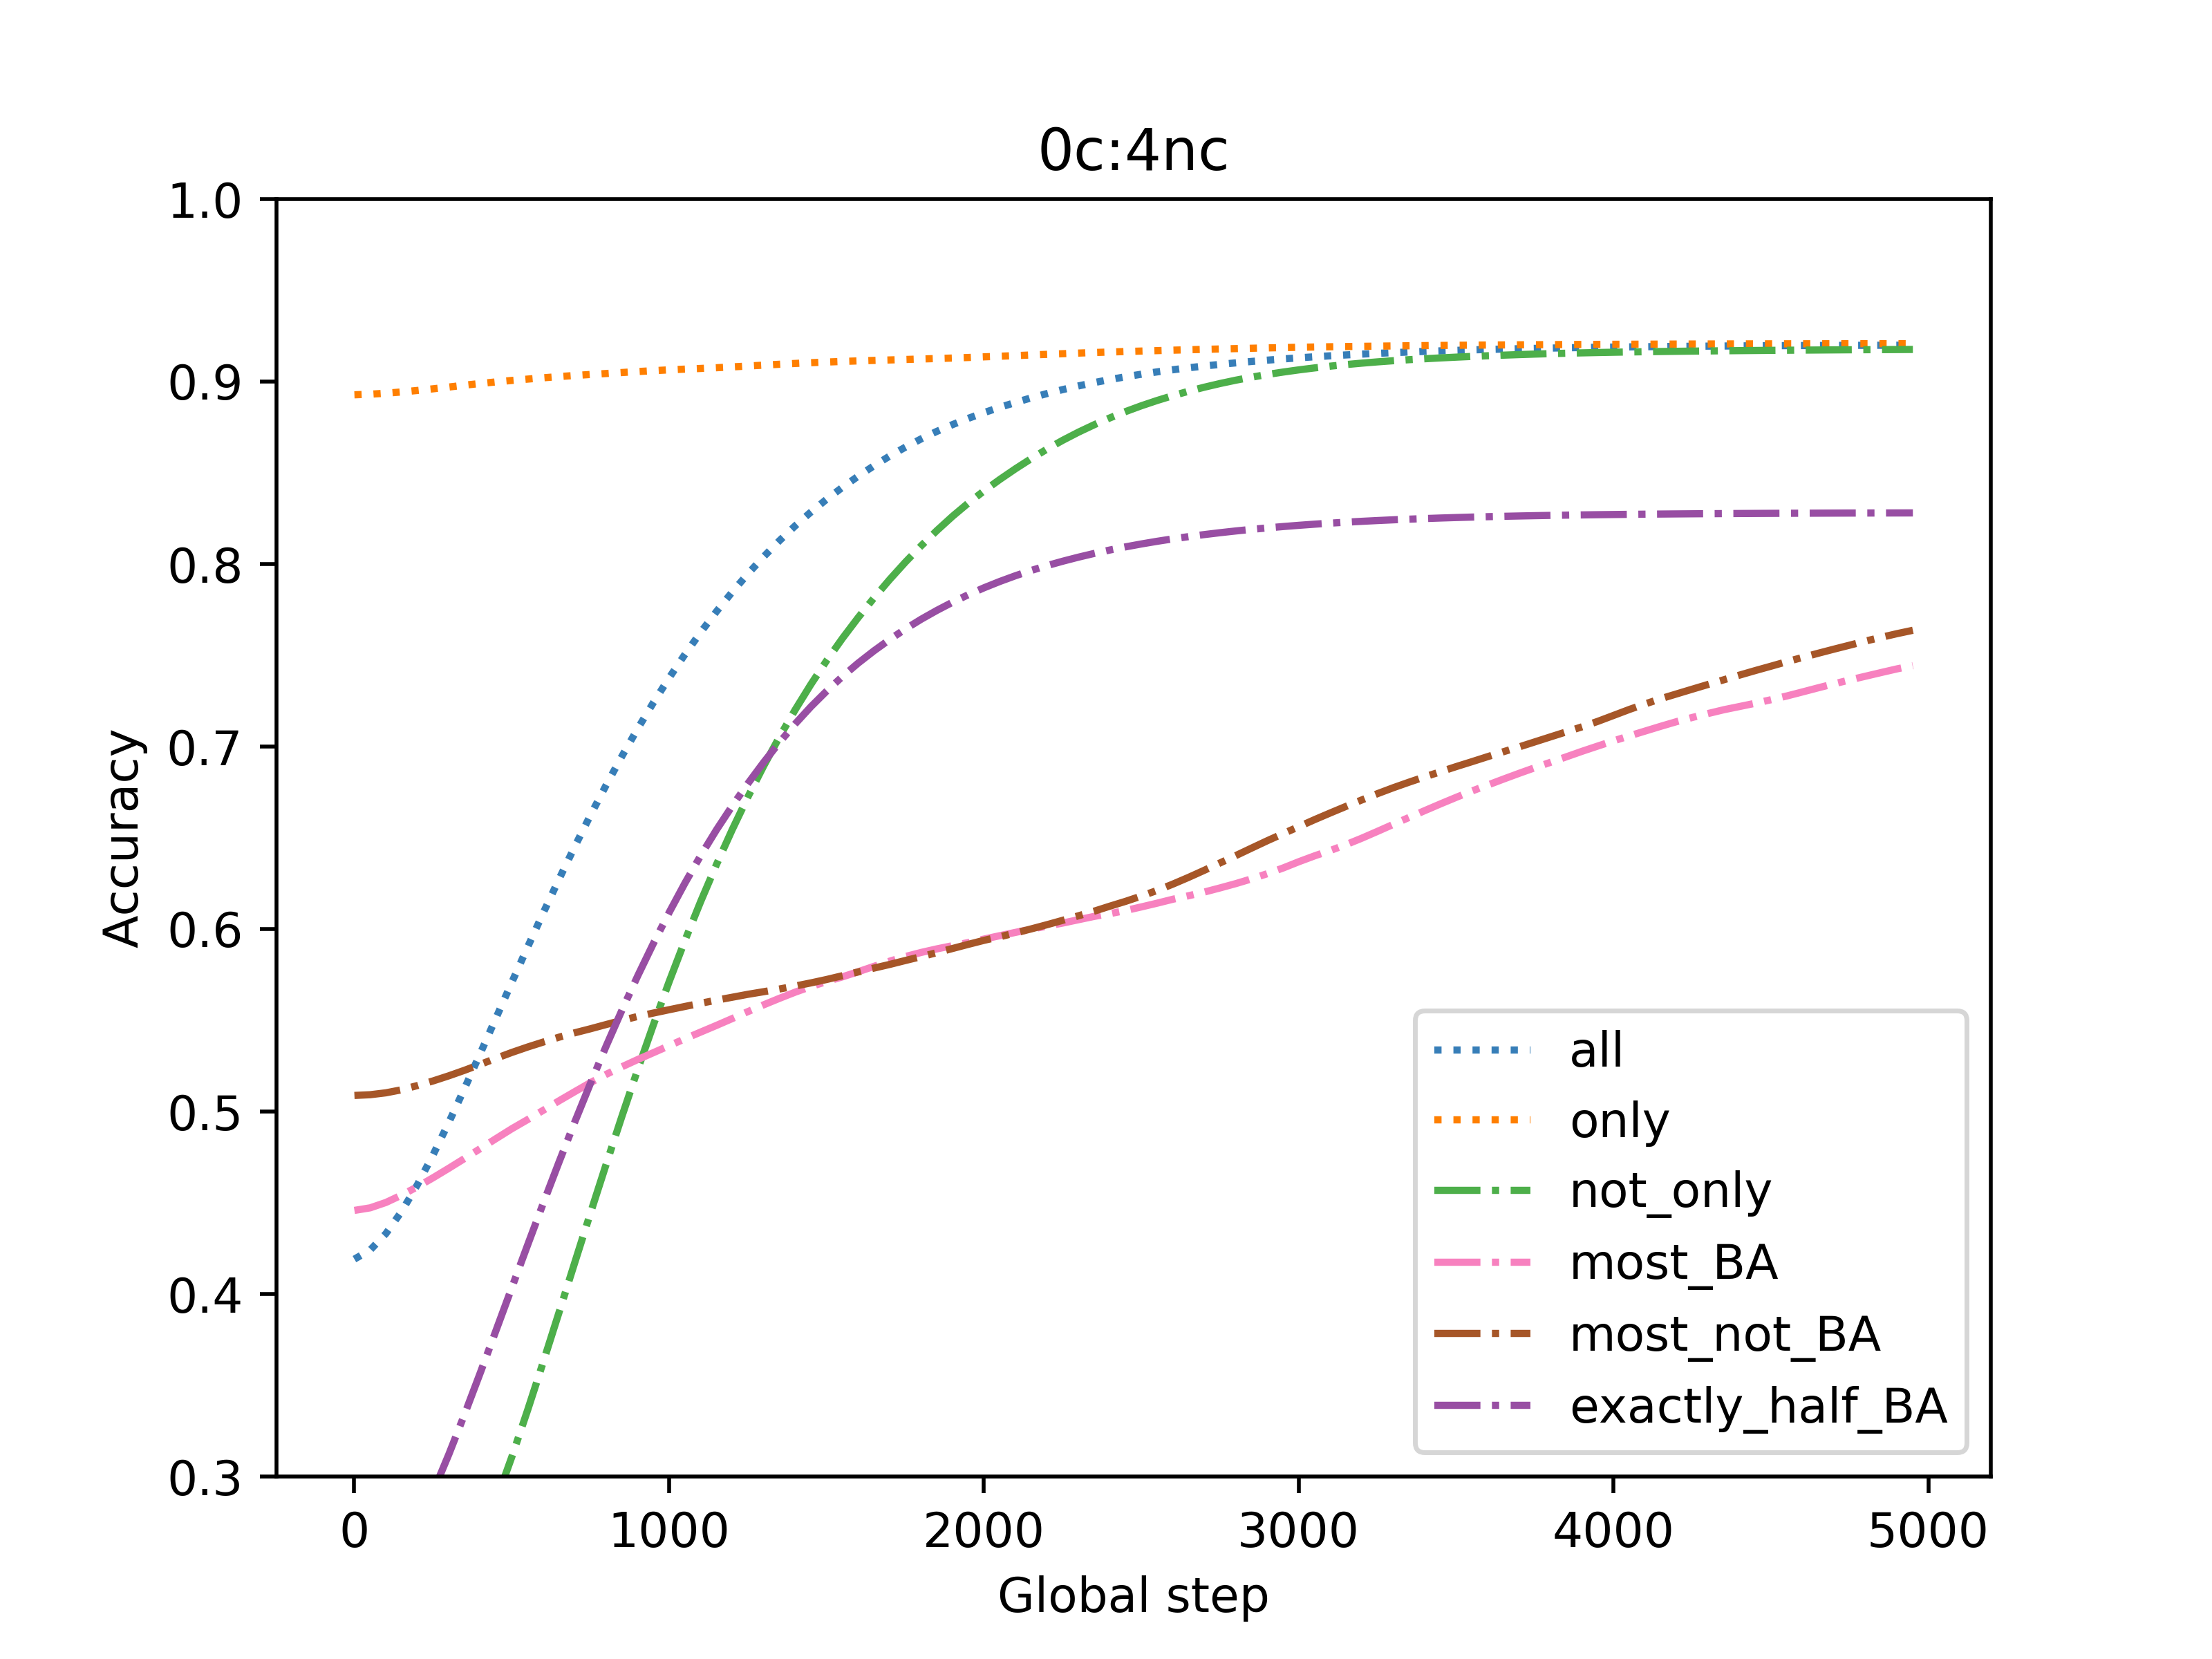 0c:4nc
1.0
0.9
0.8
0.7
0.6
0.5
0.4
0.3
Accuracy
all
only
not_only
most_BA
most_not_BA
exactly_half_BA
0 1000 2000 3000 4000 5000
Global step